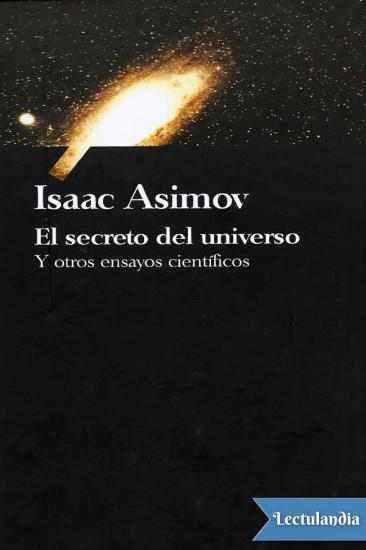 Isaac Asimov
El secreto del universo
Y otros ensayos científicos
Lectulandia